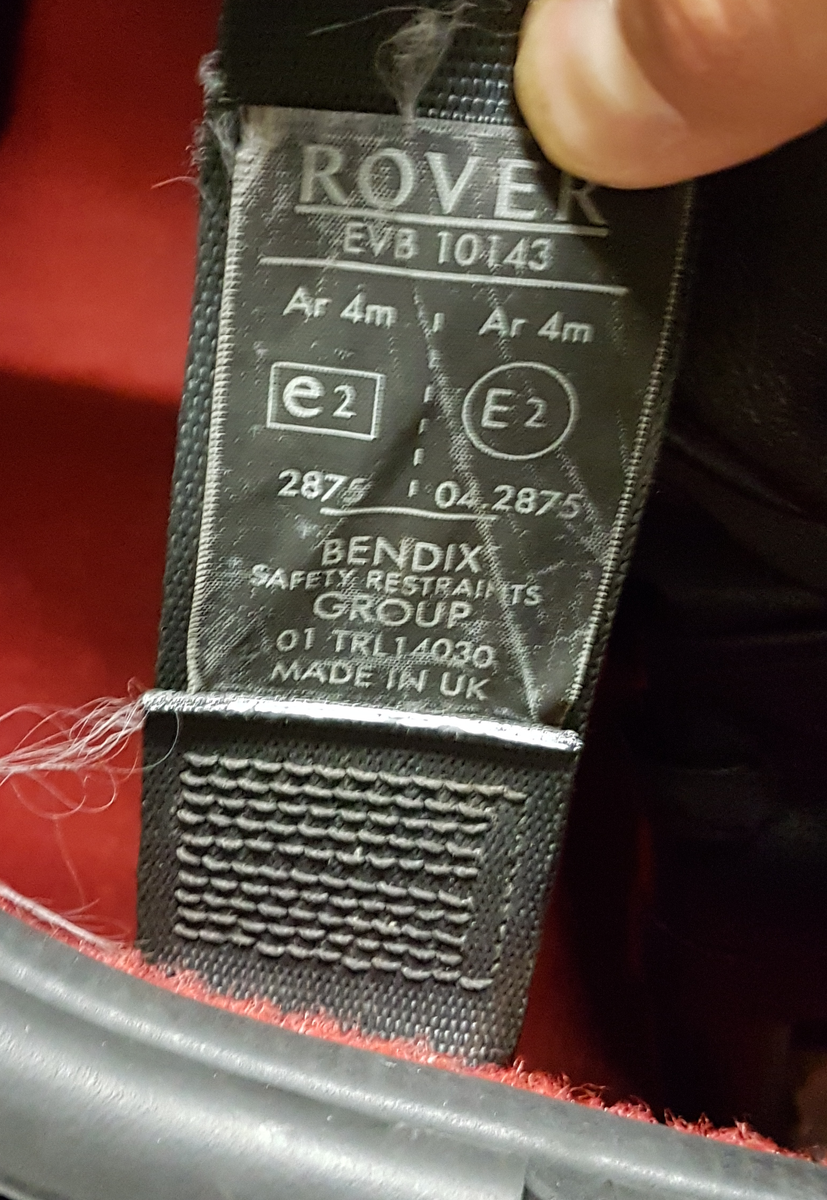 ROVER
EVB 10143
Ar 4m Ar 4m
e2 E2
2875 04 2875
BENDIX
SAFETY RESTRAINTS
GROUP
01 TRL14030
MADE IN UK